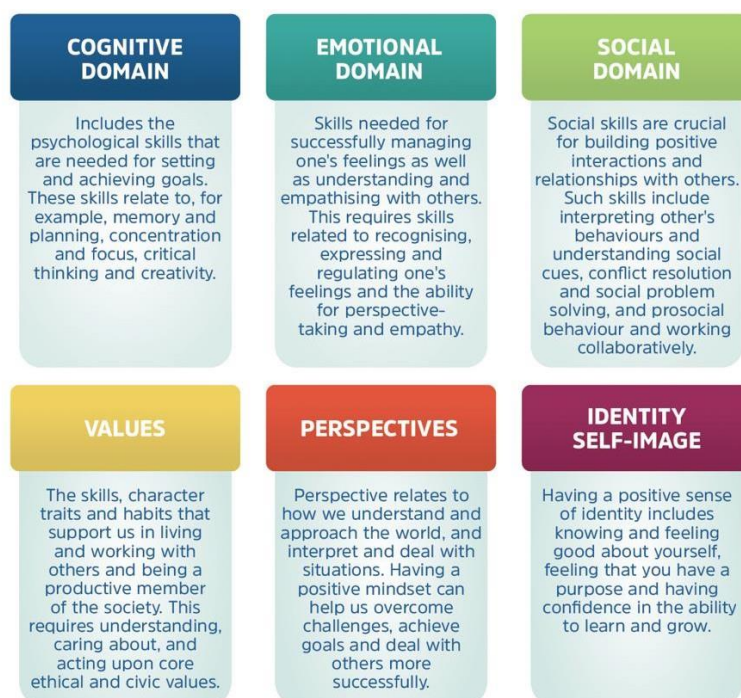 COGNITIVE
DOMAIN
Includes the
psychological skills that
are needed for setting
and achieving goals.
These skills relate to, for
example, memory and
planning, concentration
and focus, critical
thinking and creativity.
EMOTIONAL
DOMAIN
Skills needed for
successfully managing
one's feelings as well
as understanding and
empathising with others.
This requires skills
related to recognising,
expressing and
regulating one's
feelings and the ability
for perspective-
taking and empathy.
SOCIAL
DOMAIN
Social skills are crucial
for building positive
interactions and
relationships with others.
Such skills include
interpreting other's
behaviours and
understanding social
cues, conflict resolution
and social problem
solving, and prosocial
behaviour and working
collaboratively.
VALUES
The skills, character
traits and habits that
support us in living
and working with
others and being a
productive member
of the society. This
requires understanding,
caring about, and
acting upon core
ethical and civic values.
PERSPECTIVES
Perspective relates to
how we understand and
approach the world, and
interpret and deal with
situations. Having a
positive mindset can
help us overcome
challenges, achieve
goals and deal with
others more
successfully.
IDENTITY
SELF-IMAGE
Having a positive sense
of identity includes
knowing and feeling
good about yourself,
feeling that you have a
purpose and having
confidence in the ability
to learn and grow.